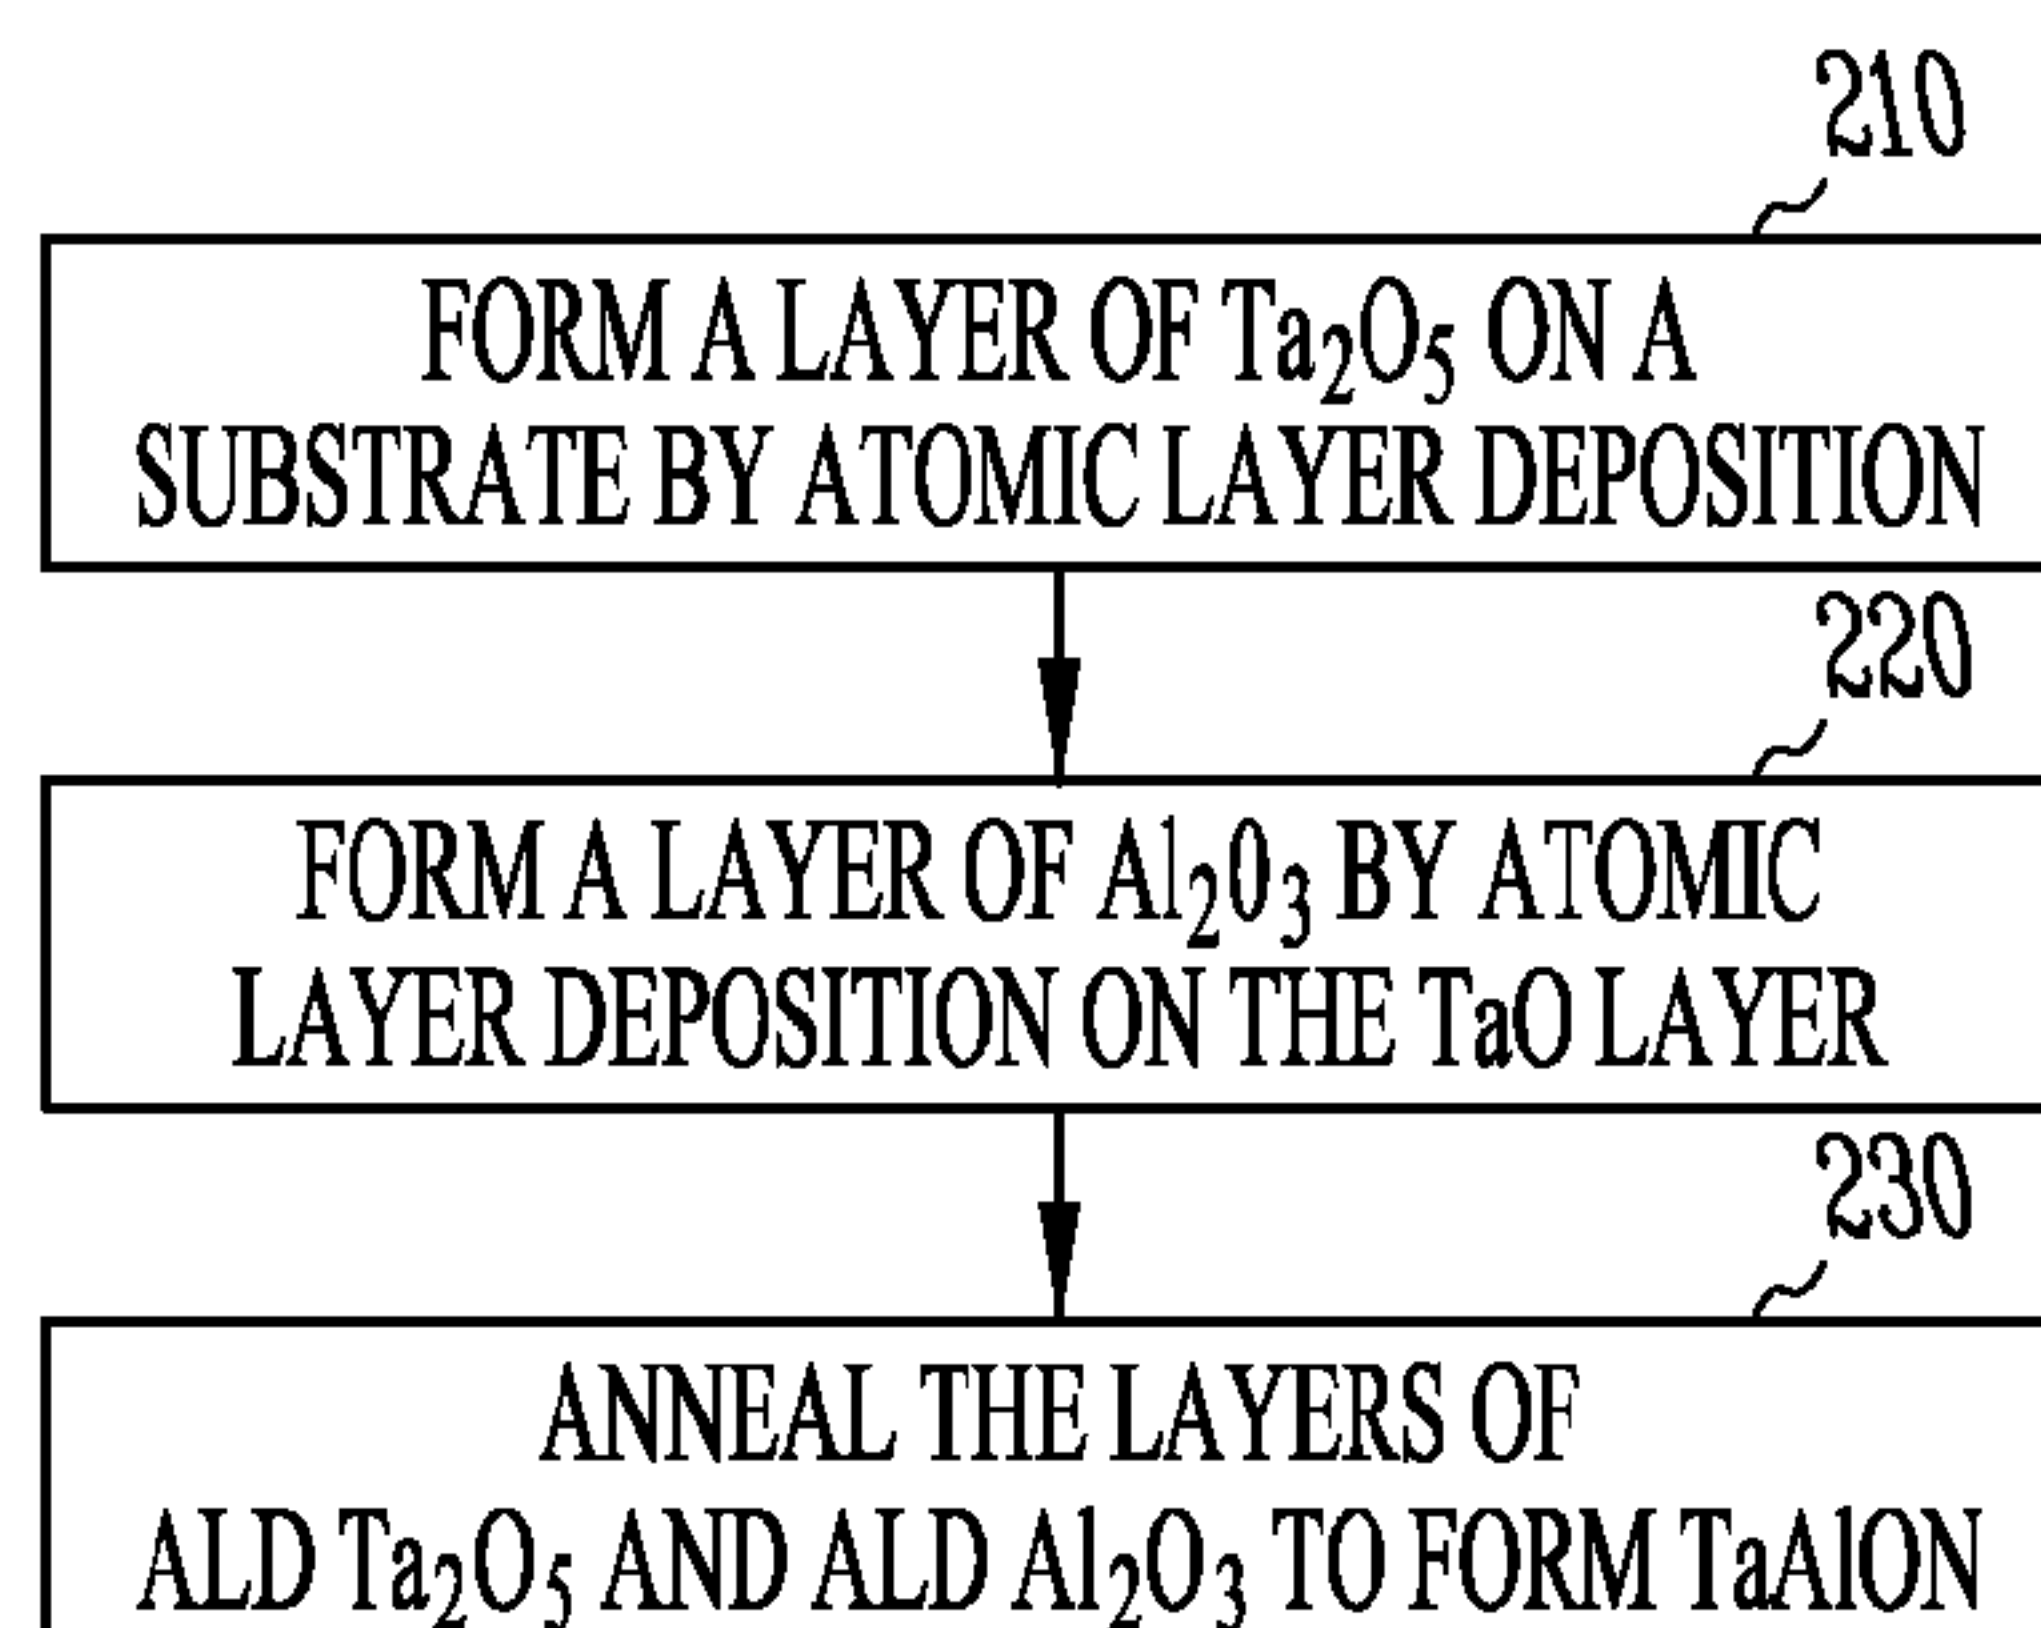 210
FORM A LAYER OF Ta₂O₅ ON A
SUBSTRATE BY ATOMIC LAYER DEPOSITION
220
FORM A LAYER OF Al₂0₃ BY ATOMIC
LAYER DEPOSITION ON THE TaO LAYER
230
ANNEAL THE LAYERS OF
ALD Ta₂O₅ AND ALD Al₂O₃ TO FORM TaAlON